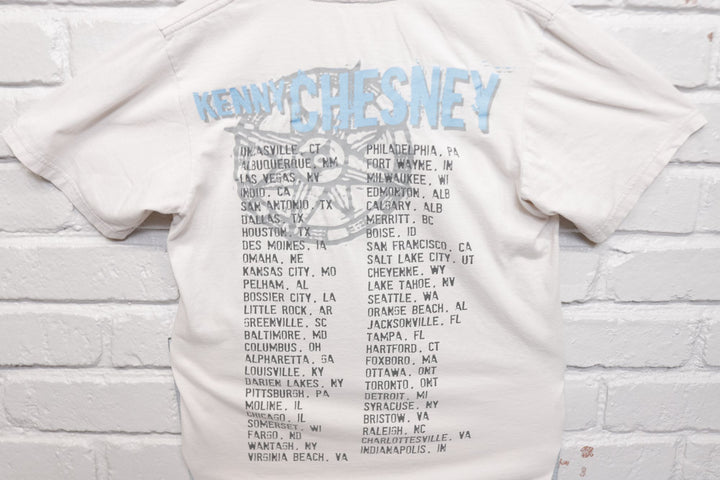 KENNY CHESNEY
UNCASVILLE, CT
ALBUQUERQUE, NM
LAS VEGAS, NV
INDIO, CA
SAN ANTONIO, TX
DALLAS, TX
HOUSTON, TX
DES MOINES, IA
OMAHA, NE
KANSAS CITY, MO
PELHAM, AL
BOSSIER CITY, LA
LITTLE ROCK, AR
GREENVILLE, SC
BALTIMORE, MD
COLUMBUS, OH
ALPHARETTA, GA
LOUISVILLE, KY
DARIEN LAKES, NY
PITTSBURGH, PA
MOLINE, IL
CHICAGO, IL
SOMERSET, WI
FARGO, ND
WANTAGH, NY
VIRGINIA BEACH, VA
PHILADELPHIA, PA
FORT WAYNE, IN
MILWAUKEE, WI
EDMONTON, ALB
CALGARY, ALB
MERRITT, BC
BOISE, ID
SAN FRANCISCO, CA
SALT LAKE CITY, UT
CHEYENNE, WY
LAKE TAHOE, NV
SEATTLE, WA
ORANGE BEACH, AL
JACKSONVILLE, FL
TAMPA, FL
HARTFORD, CT
FOXBORO, MA
OTTAWA, ONT
TORONTO, ONT
DETROIT, MI
SYRACUSE, NY
BRISTOW, VA
RALEIGH, NC
CHARLOTTESVILLE, VA
INDIANAPOLIS, IN